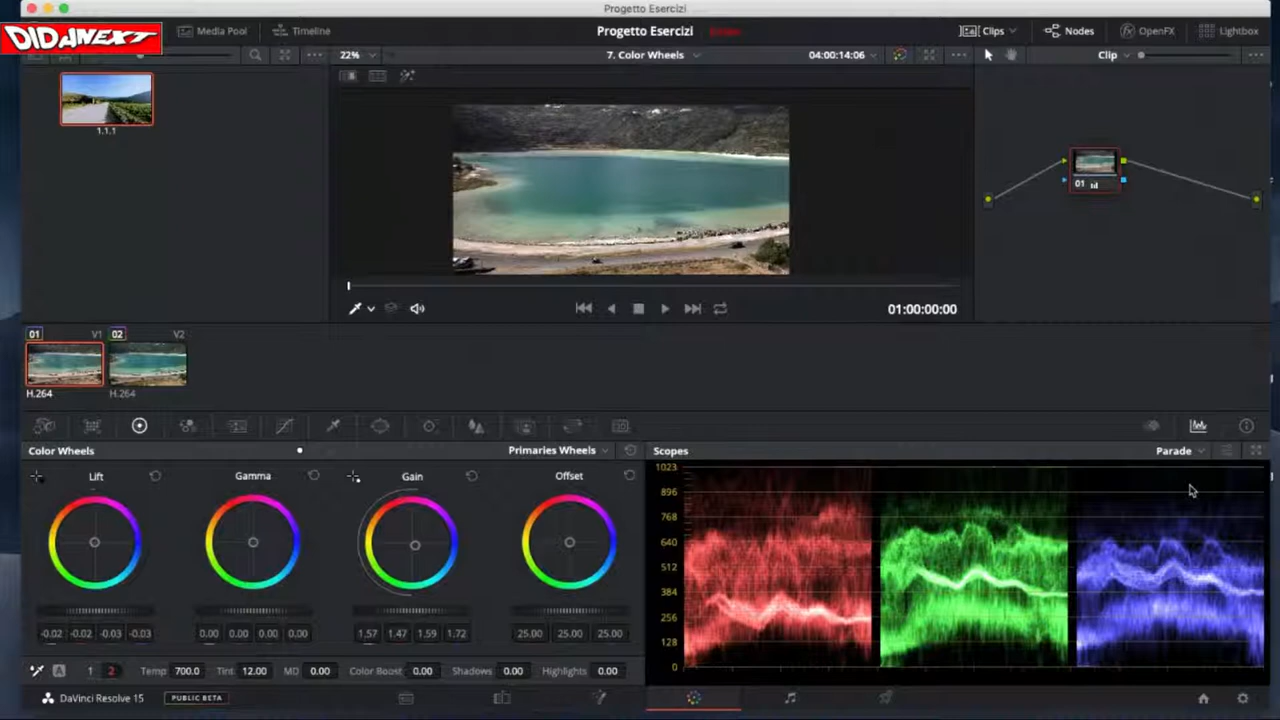 Progetto Esercizi
DIDANEXT
Media Pool
Timeline
Progetto Esercizi
Clips
Nodes
OpenFX
Lightbox
22%
7. Color Wheels
04:00:14:06
Clip
1.1.1
01
01:00:00:00
01 V1 02 V2
H.264 H.264
Color Wheels
Primaries Wheels
Scopes
Parade
Lift
Gamma
Gain
Offset
1023
896
768
640
512
384
256
128
0
-0.02 -0.02 -0.03 -0.03
0.00 0.00 0.00 0.00
1.57 1.47 1.59 1.72
25.00 25.00 25.00
A 1 2 Temp 700.0 Tint 12.00 MD 0.00 Color Boost 0.00 Shadows 0.00 Highlights 0.00
DaVinci Resolve 15 PUBLIC BETA